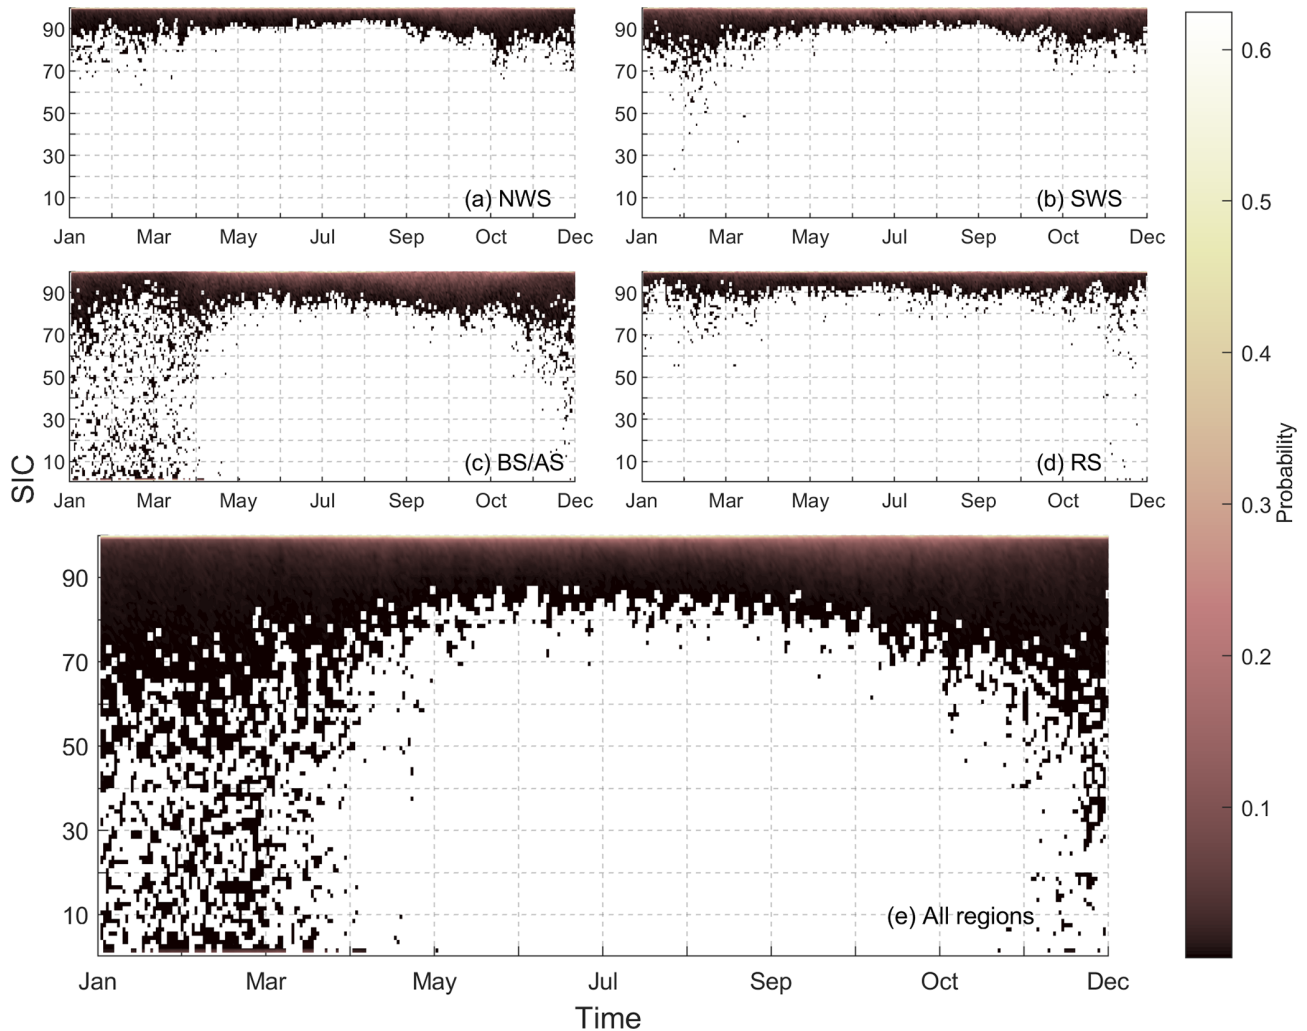 90
70
50
30
10
Jan Mar May Jul Sep Oct Dec
(a) NWS
90
70
50
30
10
Jan Mar May Jul Sep Oct Dec
(b) SWS
90
70
50
30
10
Jan Mar May Jul Sep Oct Dec
(c) BS/AS
90
70
50
30
10
Jan Mar May Jul Sep Oct Dec
(d) RS
SIC
90
70
50
30
10
Jan Mar May Jul Sep Oct Dec
(e) All regions
Time
0.6
0.5
0.4
0.3
0.2
0.1
Probability